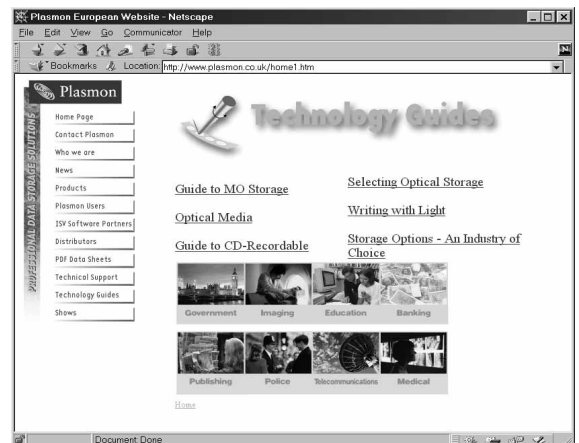 Plasmon European Website - Netscape
File Edit View Go Communicator Help
Bookmarks Location: http://www.plasmon.co.uk/home1.htm
Plasmon
PROFESSIONAL DATA STORAGE SOLUTIONS
Home Page
Contact Plasmon
Who we are
News
Products
Plasmon Users
ISV Software Partners
Distributors
PDF Data Sheets
Technical Support
Technology Guides
Shows
Technology Guides
Guide to MO Storage
Optical Media
Guide to CD-Recordable
Selecting Optical Storage
Writing with Light
Storage Options - An Industry of
Choice
Government Imaging Education Banking
Publishing Police Telecommunications Medical
Home
Document Done